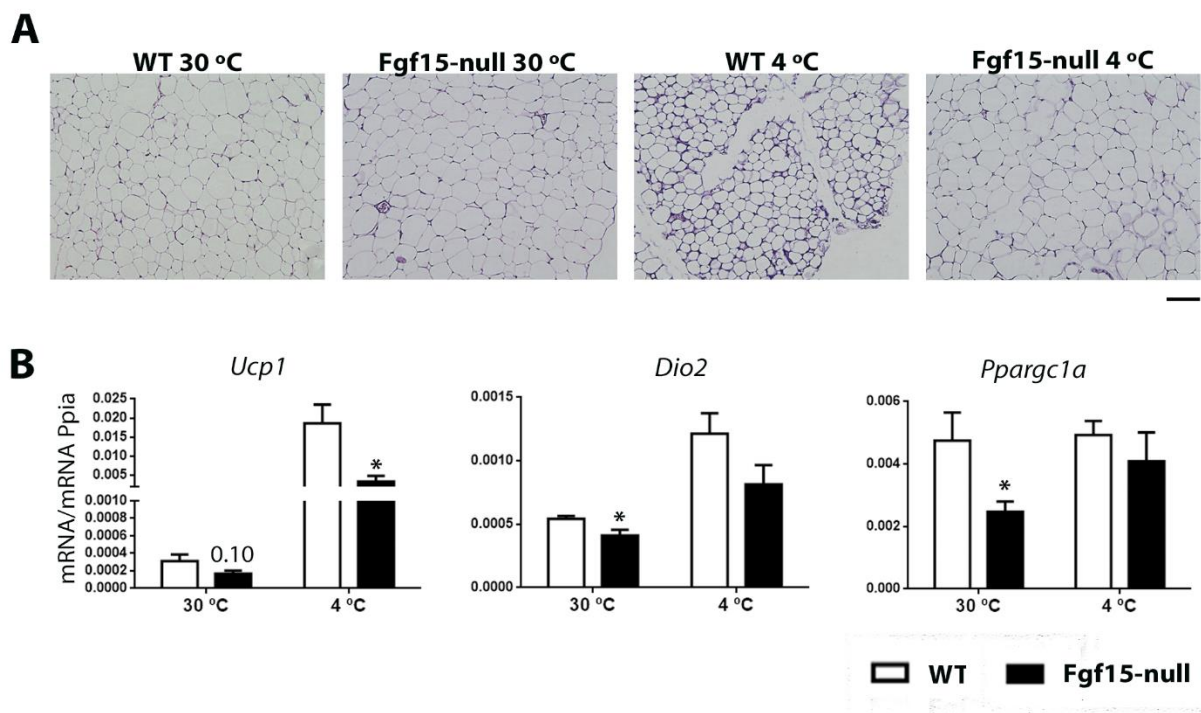 A
WT 30 ºC
Fgf15-null 30 ºC
WT 4 ºC
Fgf15-null 4 ºC
B
Ucp1
Dio2
Ppargc1a
mRNA/mRNA Ppia
0.025
0.020
0.015
0.010
0.005
0.0010
0.0008
0.0006
0.0004
0.0002
0.0000
0.10
*
30 ºC
4 ºC
0.0015
0.0010
0.0005
0.0000
*
30 ºC
4 ºC
0.006
0.004
0.002
0.000
*
30 ºC
4 ºC
WT
Fgf15-null